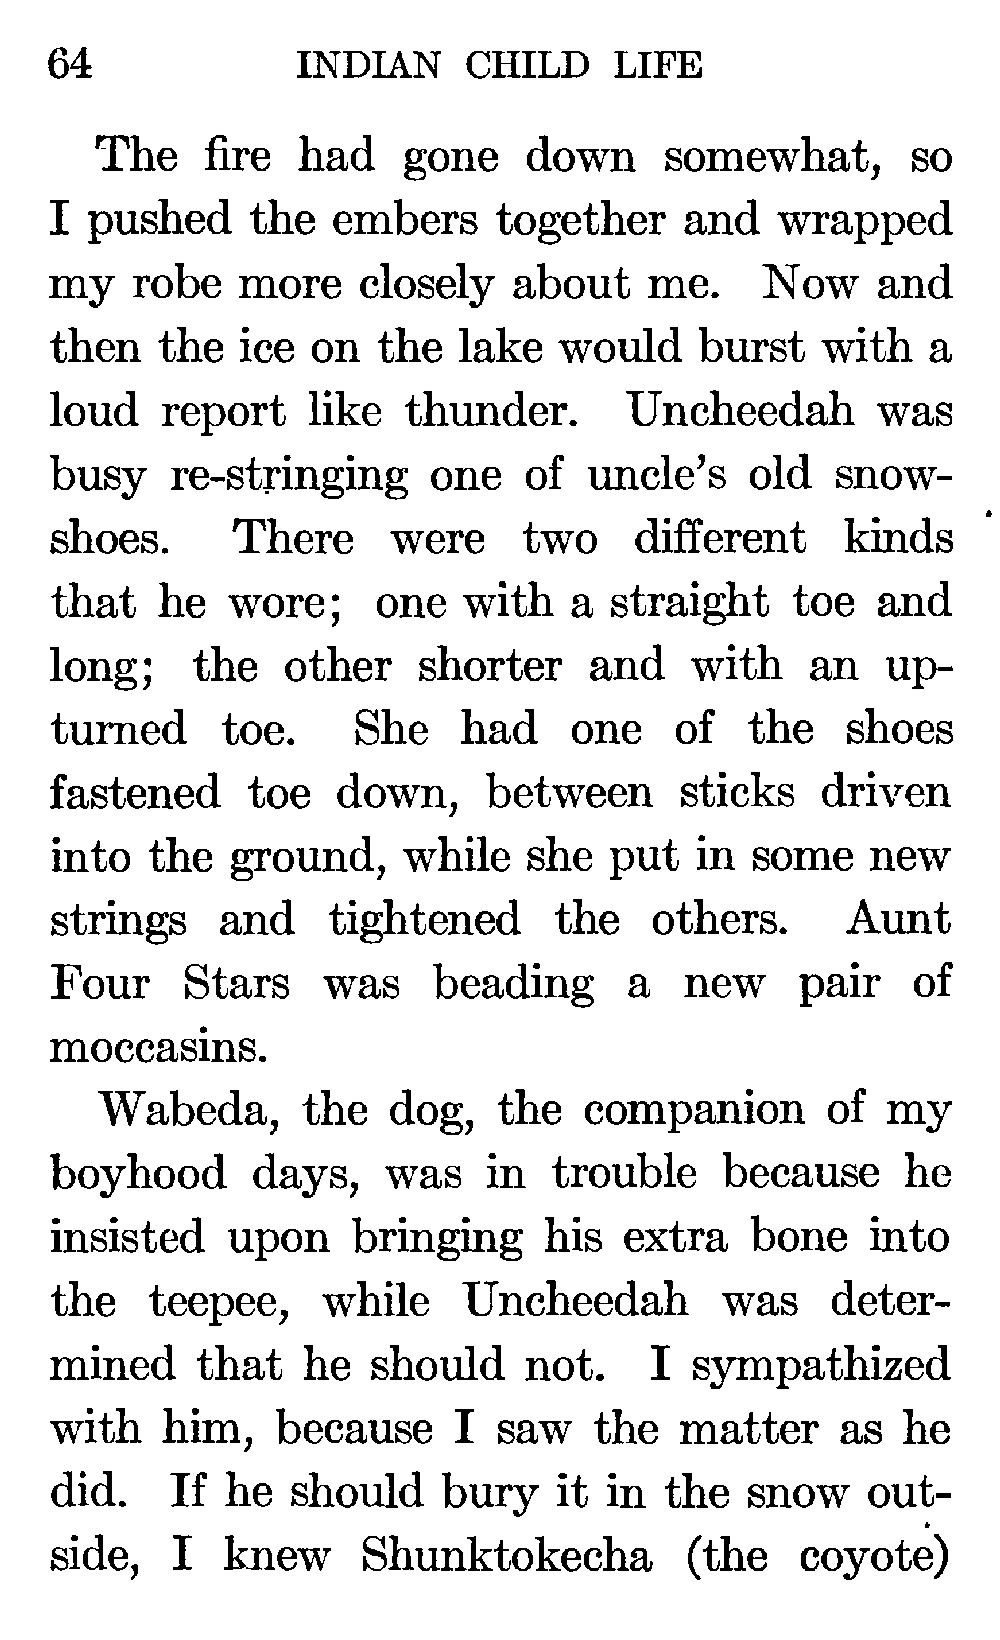 64 INDIAN CHILD LIFE
The fire had gone down somewhat, so
I pushed the embers together and wrapped
my robe more closely about me. Now and
then the ice on the lake would burst with a
loud report like thunder. Uncheedah was
busy re-stringing one of uncle's old snow-
shoes. There were two different kinds
that he wore; one with a straight toe and
long; the other shorter and with an up-
turned toe. She had one of the shoes
fastened toe down, between sticks driven
into the ground, while she put in some new
strings and tightened the others. Aunt
Four Stars was beading a new pair of
moccasins.
Wabeda, the dog, the companion of my
boyhood days, was in trouble because he
insisted upon bringing his extra bone into
the teepee, while Uncheedah was deter-
mined that he should not. I sympathized
with him, because I saw the matter as he
did. If he should bury it in the snow out-
side, I knew Shunktokecha (the coyote)